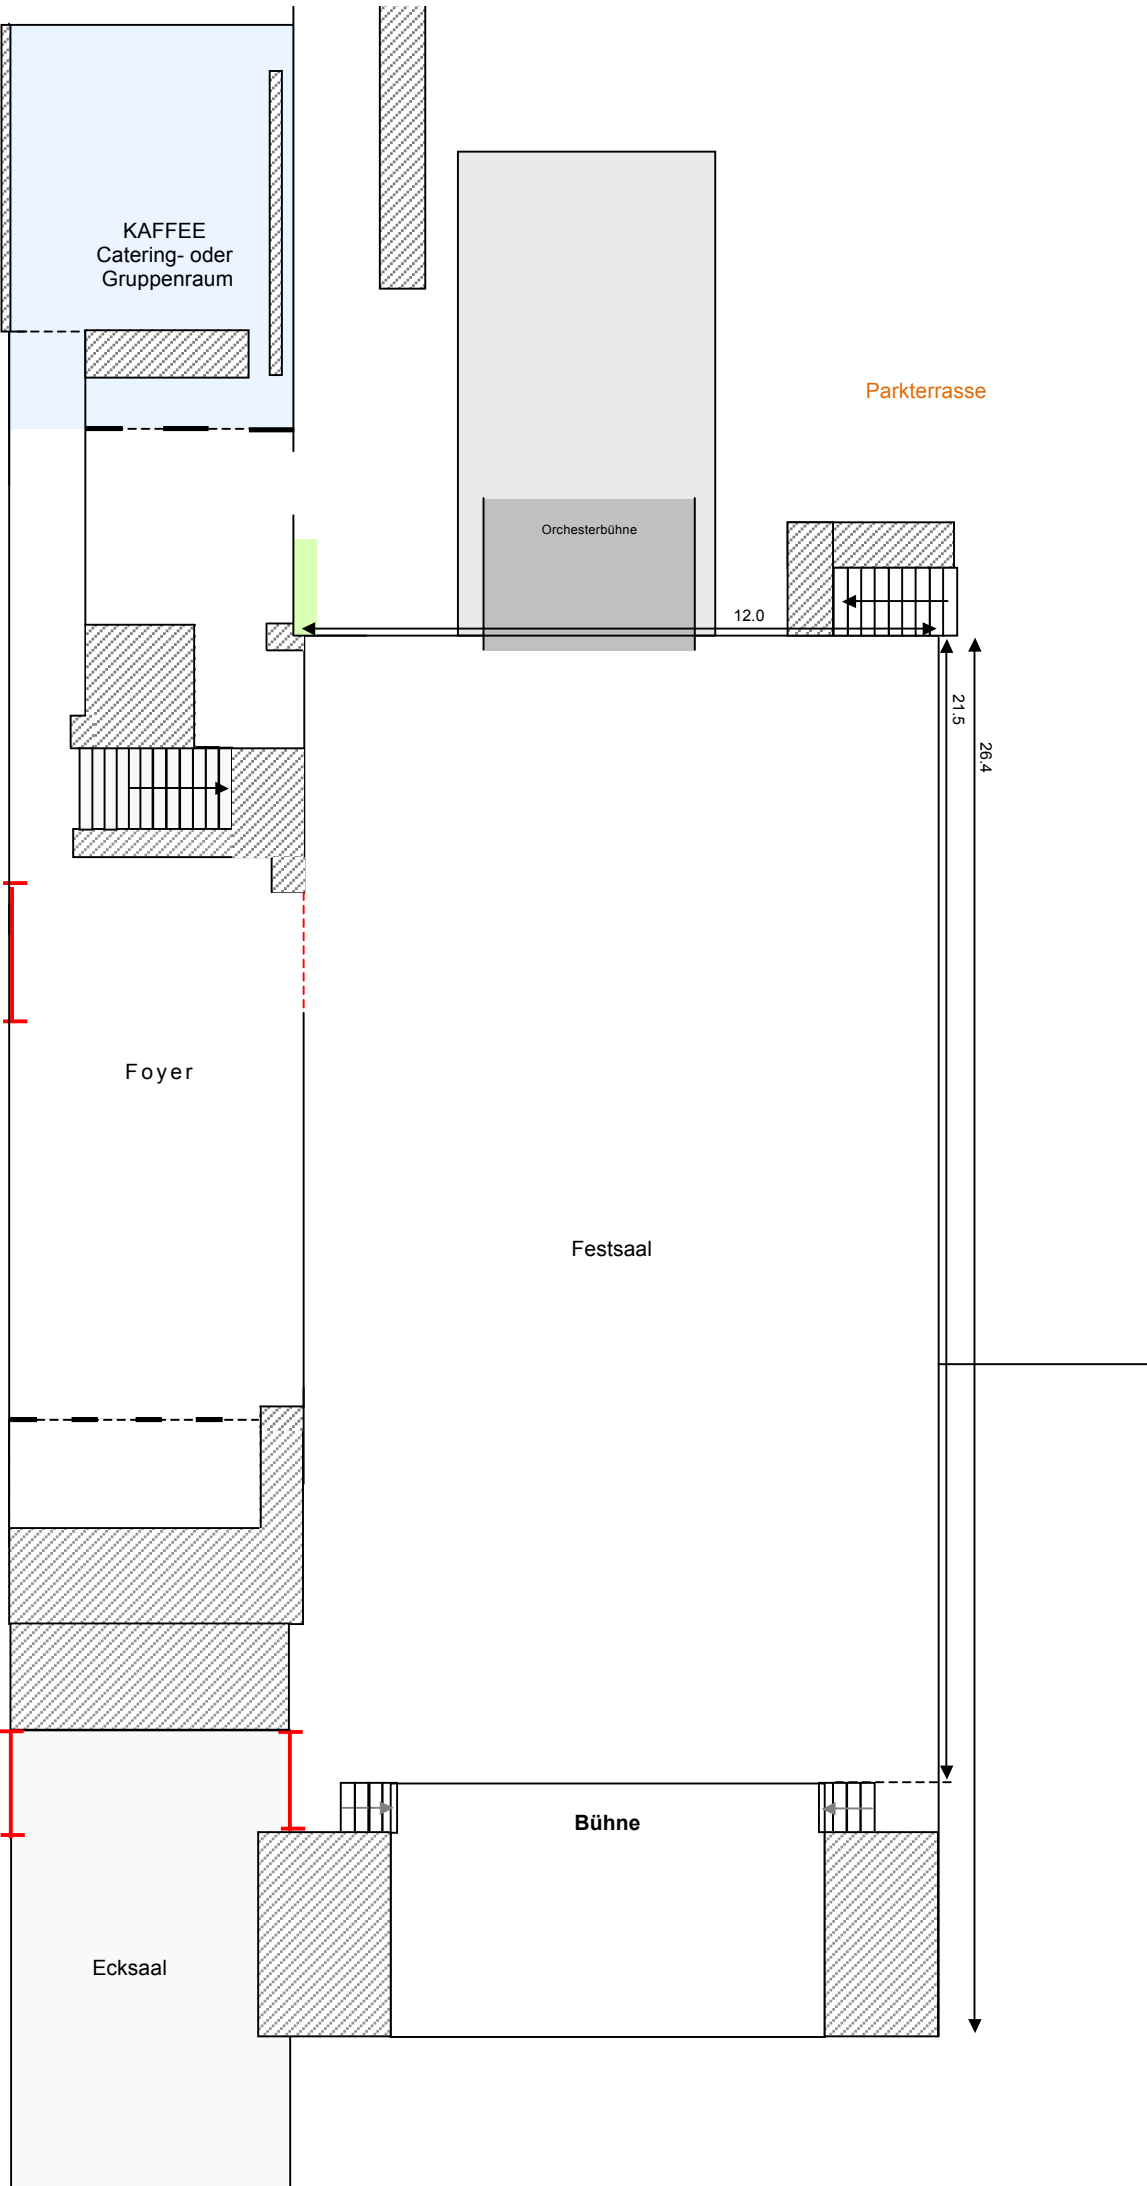 KAFFEE
Catering- oder
Gruppenraum
Parkterrasse
Orchesterbühne
12.0
21.5
26.4
Foyer
Festsaal
Bühne
Ecksaal